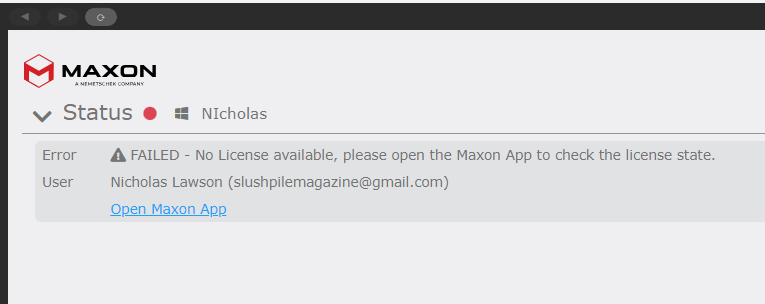 MAXON
A NEMETSCHEK COMPANY
Status NIcholas
Error FAILED - No License available, please open the Maxon App to check the license state.
User Nicholas Lawson (slushpilemagazine@gmail.com)
Open Maxon App